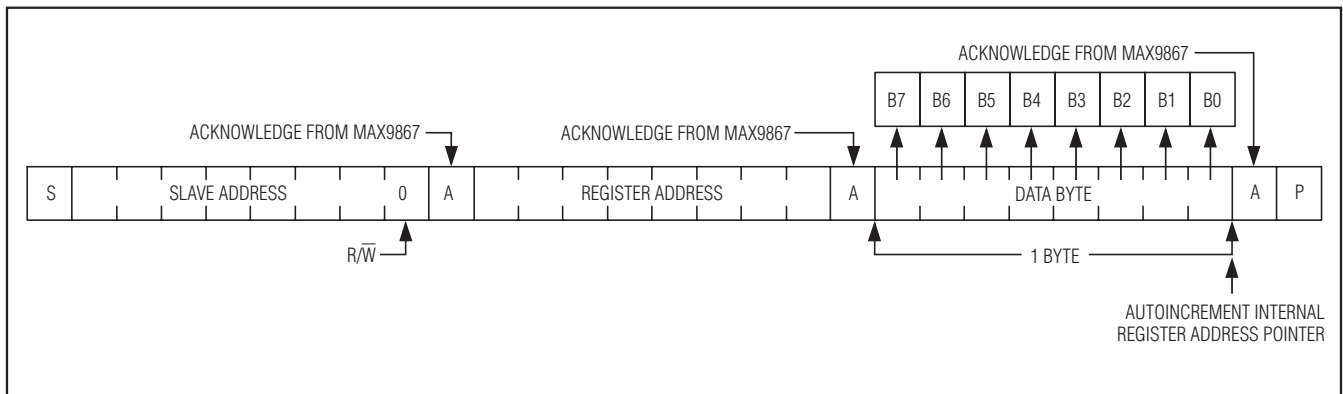 ACKNOWLEDGE FROM MAX9867
B7 B6 B5 B4 B3 B2 B1 B0
ACKNOWLEDGE FROM MAX9867
ACKNOWLEDGE FROM MAX9867
S SLAVE ADDRESS 0 A REGISTER ADDRESS A DATA BYTE A P
R/W̅
1 BYTE
AUTOINCREMENT INTERNAL
REGISTER ADDRESS POINTER